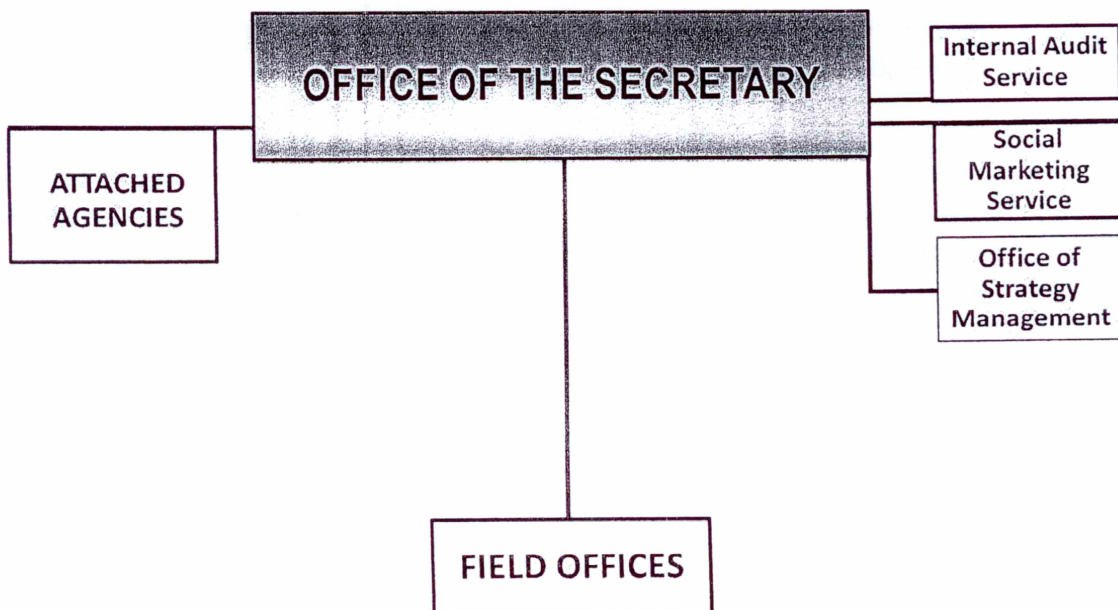 OFFICE OF THE SECRETARY
Internal Audit
Service
Social
Marketing
Service
Office of
Strategy
Management
ATTACHED
AGENCIES
FIELD OFFICES